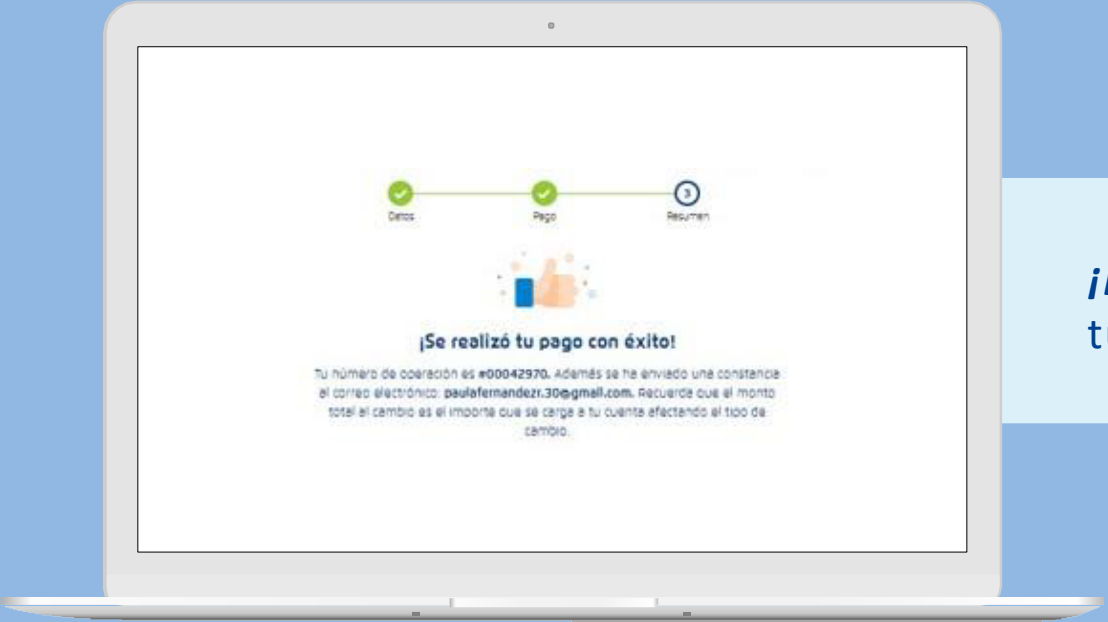 Datos
Pago
3
Resumen
¡Se realizó tu pago con éxito!
Tu número de operación es #00042970. Además se ha enviado una constancia
al correo electrónico: paulafernandezr.30@gmail.com. Recuerda que el monto
total al cambio es el importe que se carga a tu cuenta afectando el tipo de
cambio.